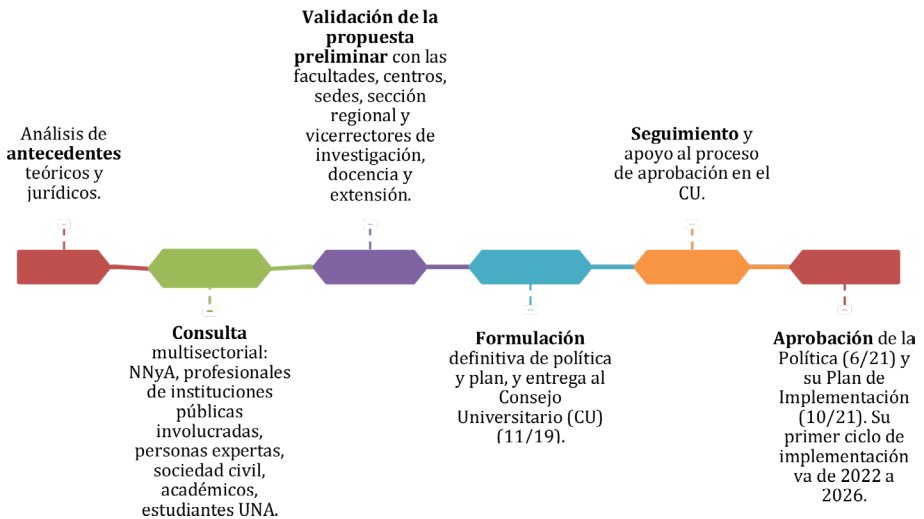 Análisis de
antecedentes
teóricos y
jurídicos.
Consulta
multisectorial:
NNyA, profesionales
de instituciones
públicas
involucradas,
personas expertas,
sociedad civil,
académicos,
estudiantes UNA.
Validación de la
propuesta
preliminar con las
facultades, centros,
sedes, sección
regional y
vicerrectores de
investigación,
docencia y
extensión.
Formulación
definitiva de política
y plan, y entrega al
Consejo
Universitario (CU)
(11/19).
Seguimiento y
apoyo al proceso
de aprobación en el
CU.
Aprobación de la
Política (6/21) y
su Plan de
Implementación
(10/21). Su
primer ciclo de
implementación
va de 2022 a
2026.